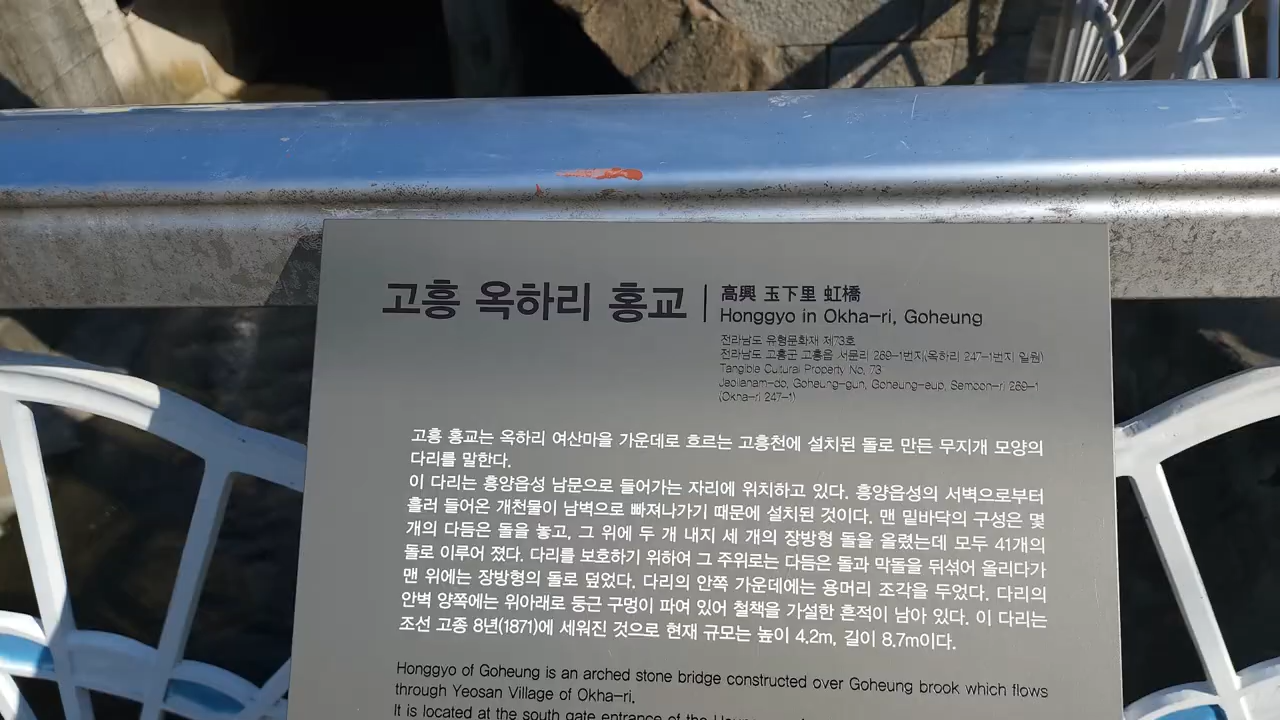 고흥 옥하리 홍교
高興 玉下里 虹橋
Honggyo in Okha-ri, Goheung
전라남도 유형문화재 제73호
전라남도 고흥군 고흥읍 서문리 269-1번지(옥하리 247-1번지 일원)
Tangible Cultural Property No. 73
Jeollanam-do, Goheung-gun, Goheung-eup, Semoon-ri 269-1
(Okha-ri 247-1)
고흥 홍교는 옥하리 여산마을 가운데로 흐르는 고흥천에 설치된 돌로 만든 무지개 모양의
다리를 말한다.
이 다리는 흥양읍성 남문으로 들어가는 자리에 위치하고 있다. 흥양읍성의 서벽으로부터
흘러 들어온 개천물이 남벽으로 빠져나가기 때문에 설치된 것이다. 맨 밑바닥의 구성은 몇
개의 다듬은 돌을 놓고, 그 위에 두 개 내지 세 개의 장방형 돌을 올렸는데 모두 41개의
돌로 이루어 졌다. 다리를 보호하기 위하여 그 주위로는 다듬은 돌과 막돌을 뒤섞어 올리다가
맨 위에는 장방형의 돌로 덮었다. 다리의 안쪽 가운데에는 용머리 조각을 두었다. 다리의
안벽 양쪽에는 위아래로 둥근 구멍이 파여 있어 철책을 가설한 흔적이 남아 있다. 이 다리는
조선 고종 8년(1871)에 세워진 것으로 현재 규모는 높이 4.2m, 길이 8.7m이다.
Honggyo of Goheung is an arched stone bridge constructed over Goheung brook which flows
through Yeosan Village of Okha-ri.
It is located at the south gate entrance of the